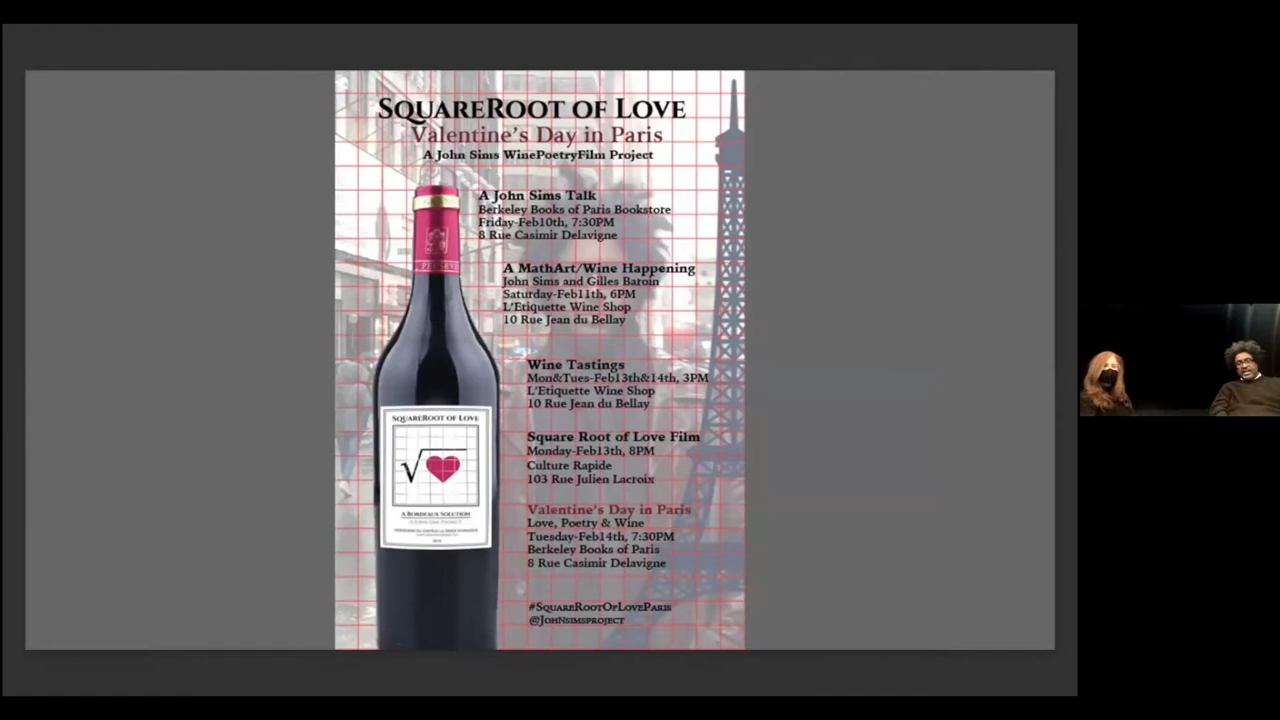 SQUAREROOT OF LOVE
Valentine's Day in Paris
A John Sims WinePoetryFilm Project
A John Sims Talk
Berkeley Books of Paris Bookstore
Friday-Feb10th, 7:30PM
8 Rue Casimir Delavigne
A MathArt/Wine Happening
John Sims and Gilles Baroin
Saturday-Feb11th, 6PM
L'Etiquette Wine Shop
10 Rue Jean du Bellay
Wine Tastings
Mon&Tues-Feb13th&14th, 3PM
L'Etiquette Wine Shop
10 Rue Jean du Bellay
Square Root of Love Film
Monday-Feb13th, 8PM
Culture Rapide
103 Rue Julien Lacroix
Valentine's Day in Paris
Love, Poetry & Wine
Tuesday-Feb14th, 7:30PM
Berkeley Books of Paris
8 Rue Casimir Delavigne
#SQUAREROOTOFLOVEPARIS
@JOHNSIMSPROJECT
SQUAREROOT OF LOVE
√
A BORDEAUX SOLUTION
A JOHN SIMS PROJECT